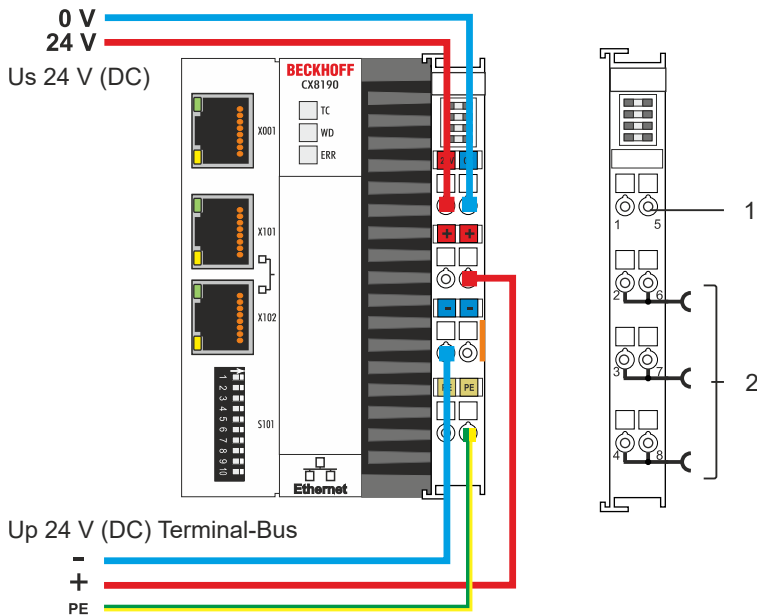 0 V
24 V
Us 24 V (DC)
BECKHOFF
CX8190
TC
WD
ERR
X001
X101
X102
1 2 3 4 5 6 7 8 9 10
S101
Ethernet
+ +
- -
PE PE
1 5
2 6
3 7
4 8
1
2
Up 24 V (DC) Terminal-Bus
-
+
PE